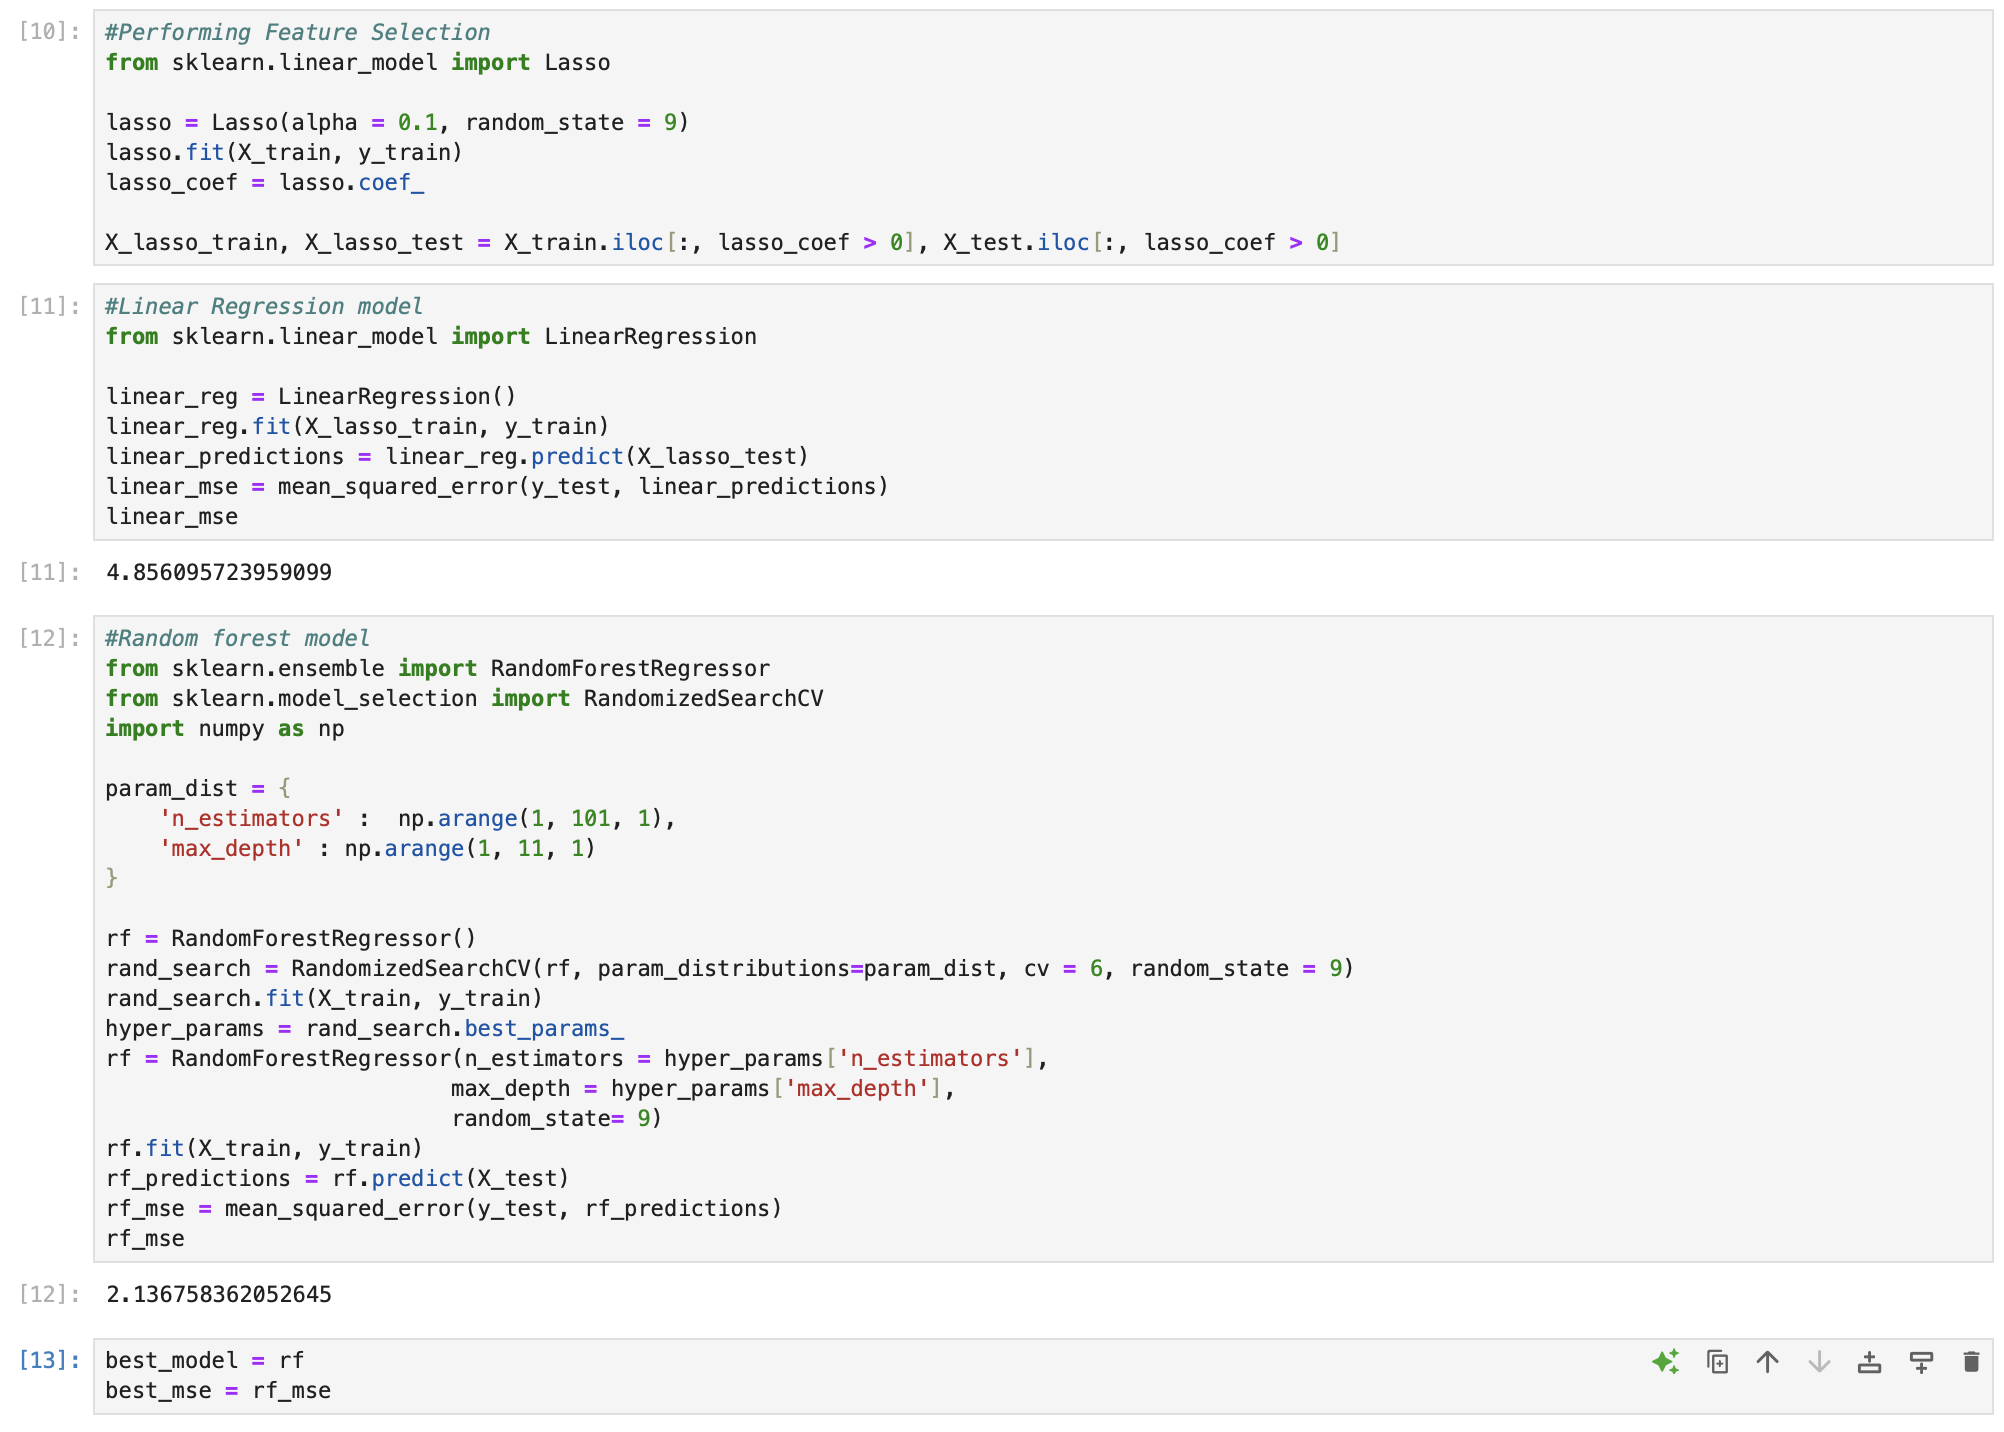 [10]: #Performing Feature Selection
from sklearn.linear_model import Lasso

lasso = Lasso(alpha = 0.1, random_state = 9)
lasso.fit(X_train, y_train)
lasso_coef = lasso.coef_

X_lasso_train, X_lasso_test = X_train.iloc[:, lasso_coef > 0], X_test.iloc[:, lasso_coef > 0]

[11]: #Linear Regression model
from sklearn.linear_model import LinearRegression

linear_reg = LinearRegression()
linear_reg.fit(X_lasso_train, y_train)
linear_predictions = linear_reg.predict(X_lasso_test)
linear_mse = mean_squared_error(y_test, linear_predictions)
linear_mse

[11]: 4.856095723959099

[12]: #Random forest model
from sklearn.ensemble import RandomForestRegressor
from sklearn.model_selection import RandomizedSearchCV
import numpy as np

param_dist = {
    'n_estimators' :  np.arange(1, 101, 1),
    'max_depth' : np.arange(1, 11, 1)
}

rf = RandomForestRegressor()
rand_search = RandomizedSearchCV(rf, param_distributions=param_dist, cv = 6, random_state = 9)
rand_search.fit(X_train, y_train)
hyper_params = rand_search.best_params_
rf = RandomForestRegressor(n_estimators = hyper_params['n_estimators'],
                          max_depth = hyper_params['max_depth'],
                          random_state= 9)
rf.fit(X_train, y_train)
rf_predictions = rf.predict(X_test)
rf_mse = mean_squared_error(y_test, rf_predictions)
rf_mse

[12]: 2.136758362052645

[13]: best_model = rf
best_mse = rf_mse